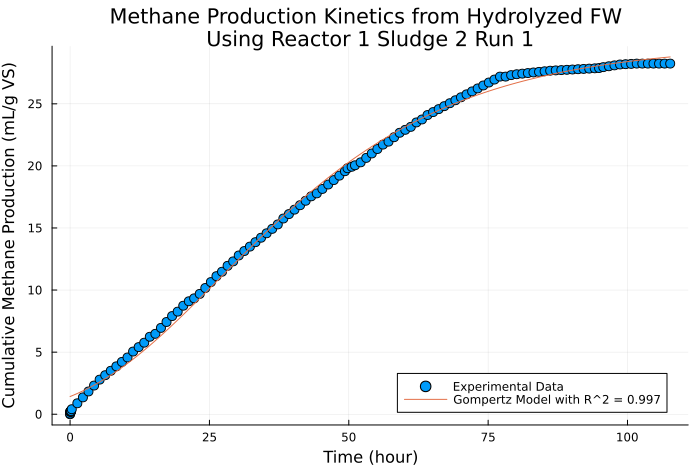 Methane Production Kinetics from Hydrolyzed FW
Using Reactor 1 Sludge 2 Run 1
Cumulative Methane Production (mL/g VS)
25
20
15
10
5
0
Experimental Data
Gompertz Model with R^2 = 0.997
0 25 50 75 100
Time (hour)